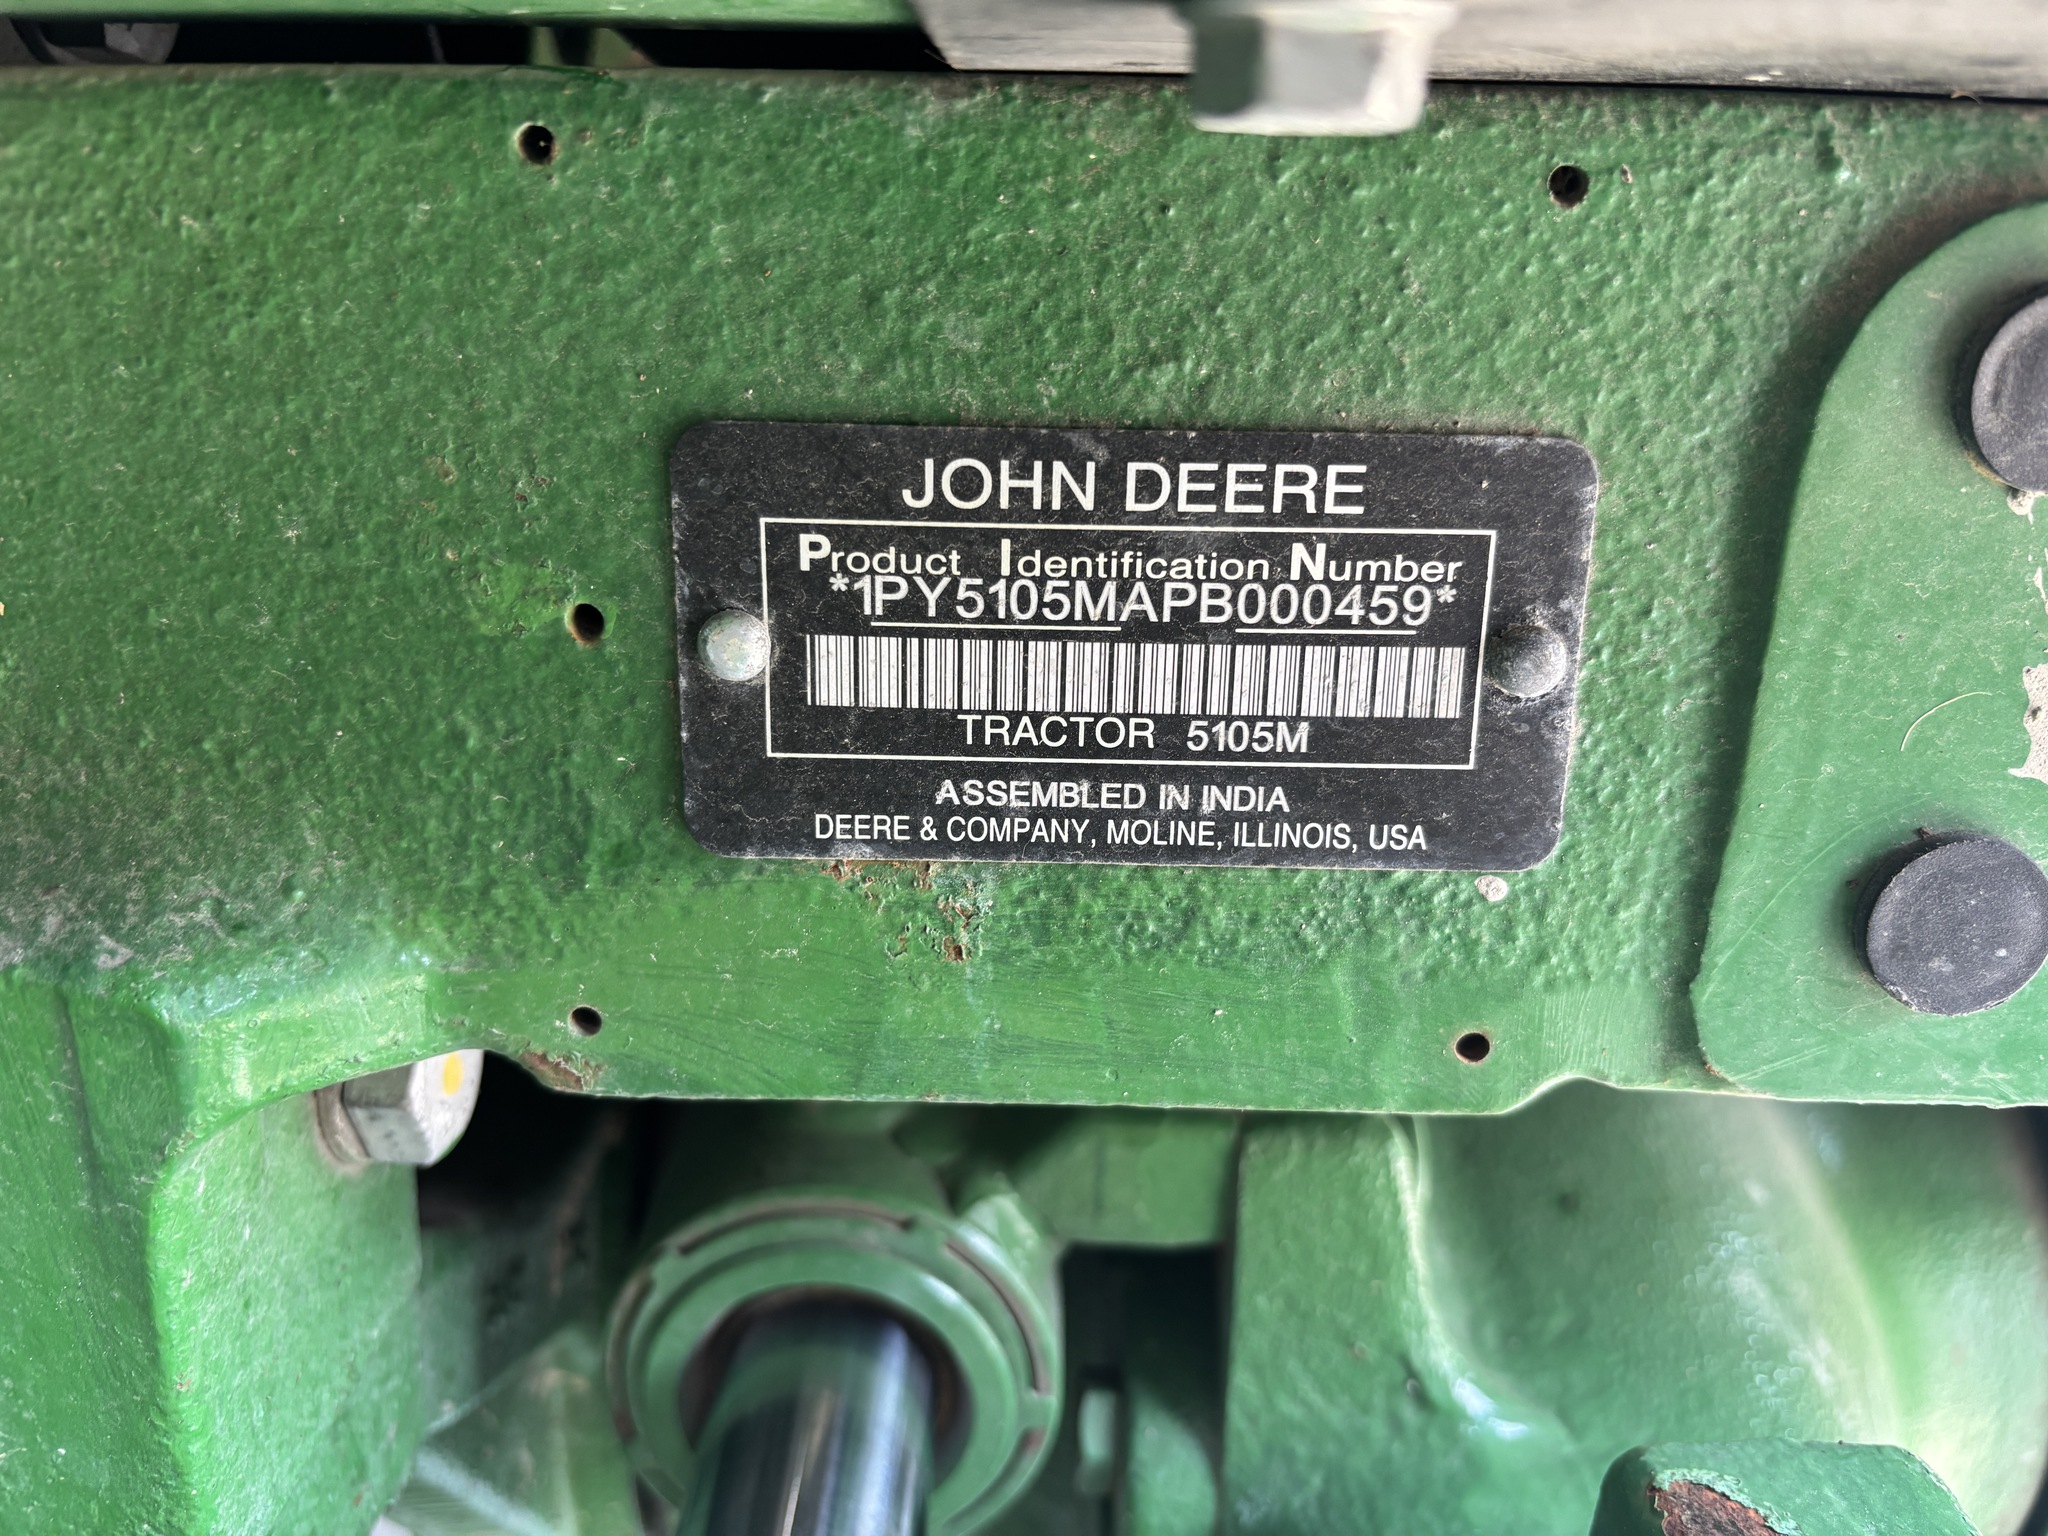 JOHN DEERE
Product Identification Number
*1PY5105MAPB000459*
TRACTOR 5105M
ASSEMBLED IN INDIA
DEERE & COMPANY, MOLINE, ILLINOIS, USA